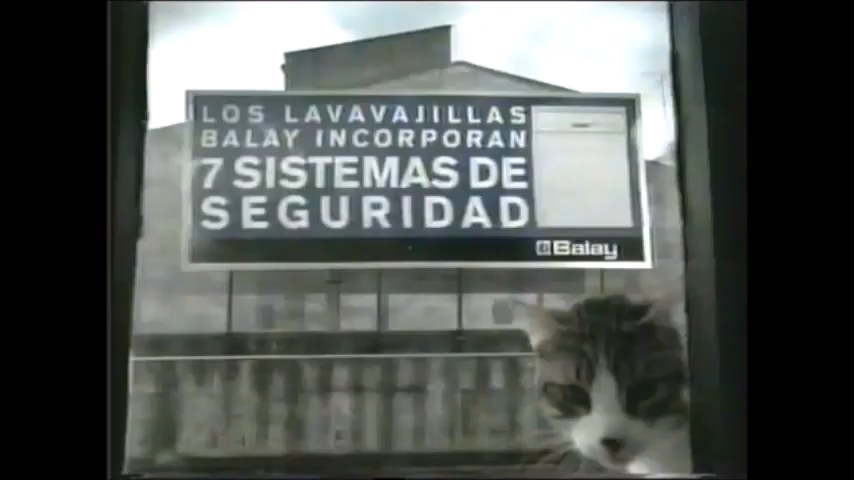 LOS LAVAVAJILLAS
BALAY INCORPORAN
7 SISTEMAS DE
SEGURIDAD
Balay